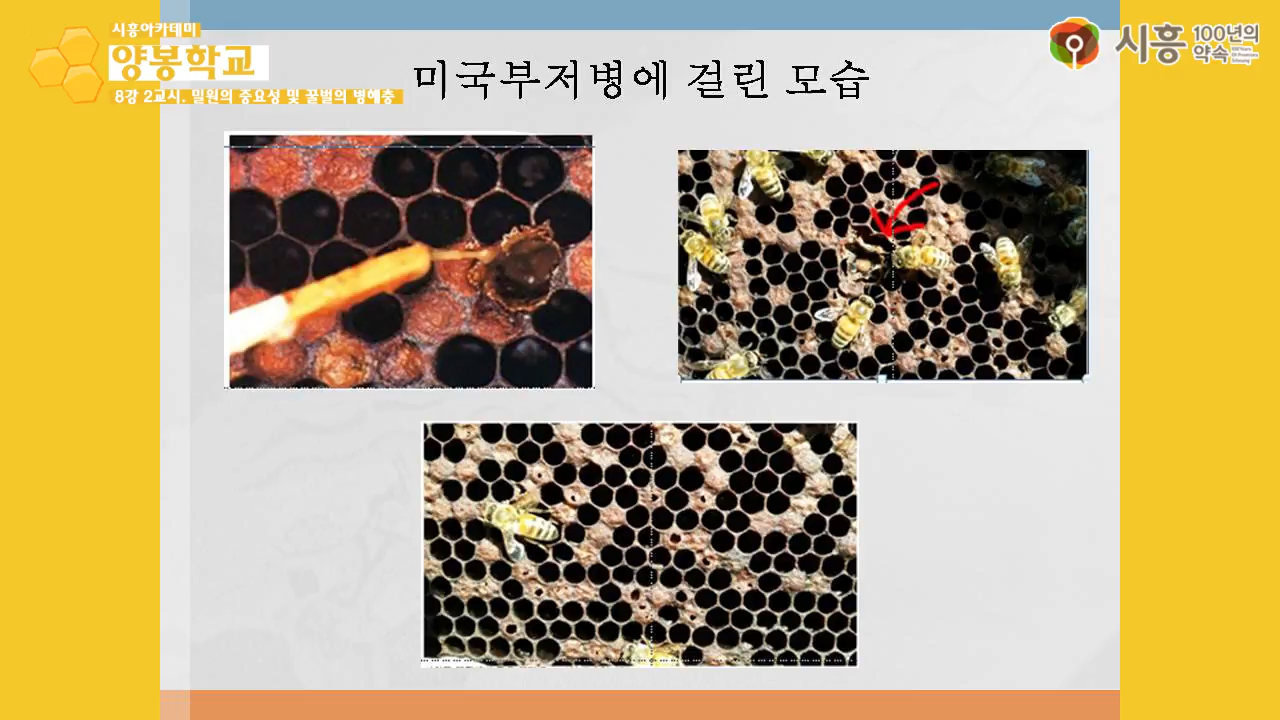 시흥아카데미
양봉학교
8강 2교시. 밀원의 중요성 및 꿀벌의 병해충
시흥 100년의
약속
미국부저병에 걸린 모습